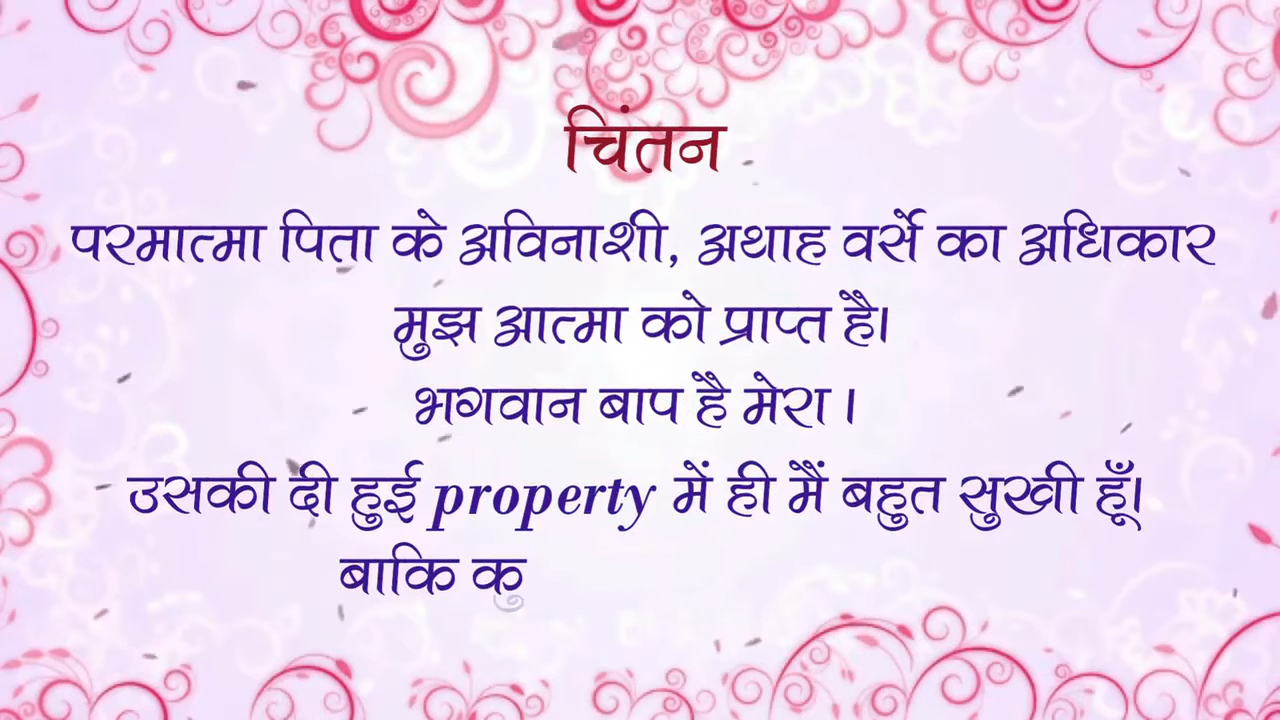 चिंतन
परमात्मा पिता के अविनाशी, अथाह वर्से का अधिकार
मुझ आत्मा को प्राप्त है।
भगवान बाप है मेरा ।
उसकी दी हुई property में ही मैं बहुत सुखी हूँ।
बाकि कु